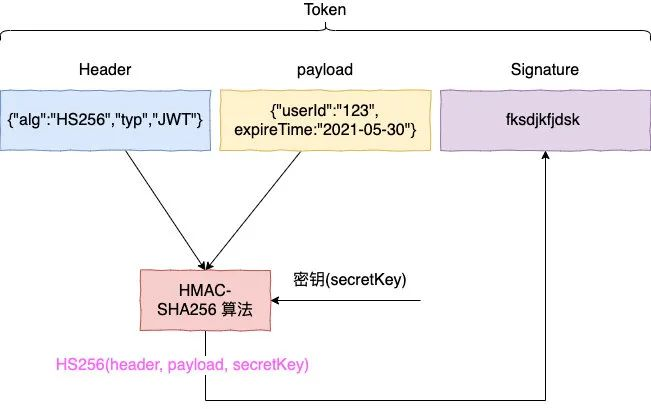 Token
Header
payload
Signature
{"alg":"HS256","typ","JWT"}
{"userId":"123",
expireTime:"2021-05-30"}
fksdjkfjdsk
密钥(secretKey)
HMAC-
SHA256 算法
HS256(header, payload, secretKey)